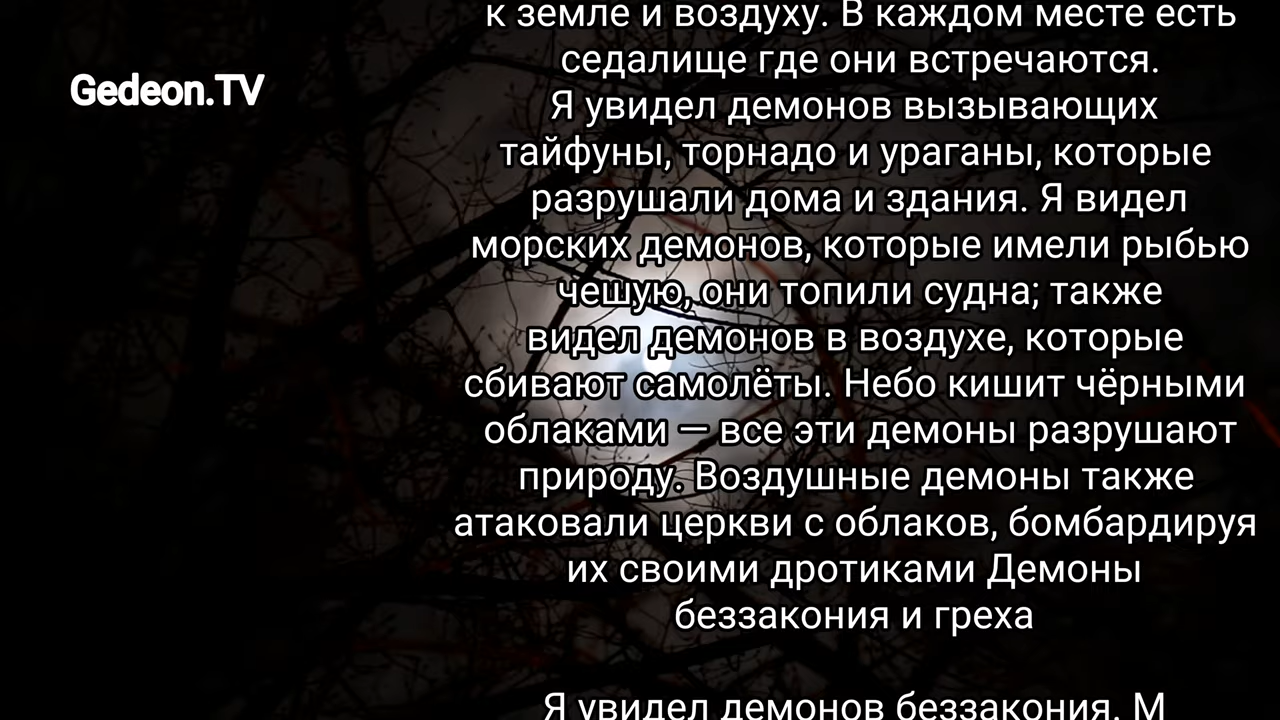 Gedeon.TV
к земле и воздуху. В каждом месте есть
седалище где они встречаются.
Я увидел демонов вызывающих
тайфуны, торнадо и ураганы, которые
разрушали дома и здания. Я видел
морских демонов, которые имели рыбью
чешую, они топили судна; также
видел демонов в воздухе, которые
сбивают самолёты. Небо кишит чёрными
облаками — все эти демоны разрушают
природу. Воздушные демоны также
атаковали церкви с облаков, бомбардируя
их своими дротиками Демоны
беззакония и греха
Я увидел демонов беззакония. М